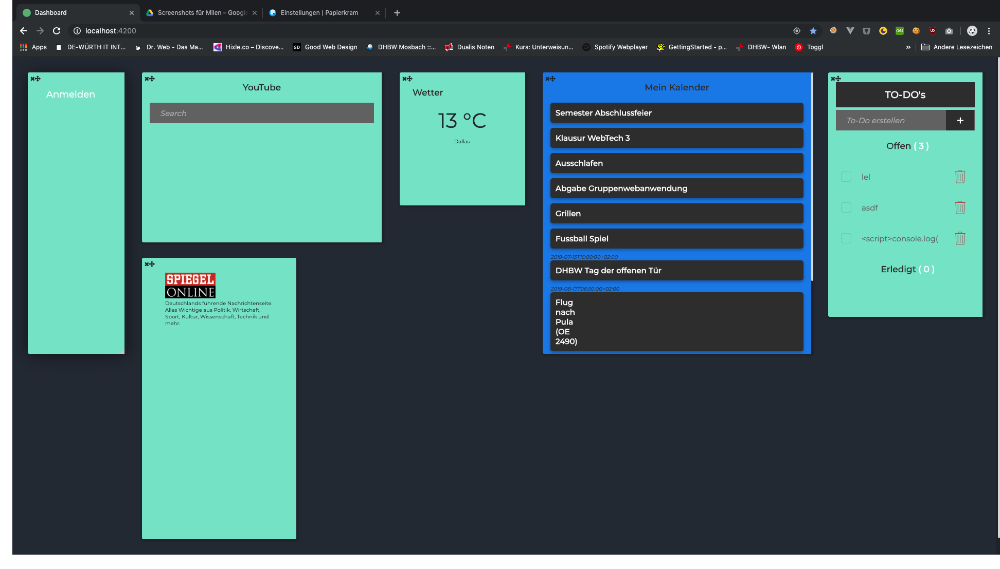 Dashboard
Screenshots für Milen – Google
Einstellungen | Papierkram
localhost:4200
Apps
DE-WÜRTH IT INT...
Dr. Web - Das Ma...
Hixle.co – Discove...
GD
Good Web Design
DHBW Mosbach ::...
Dualis Noten
Kurs: Unterweisun...
Spotify Webplayer
GettingStarted - p...
DHBW- Wlan
Toggl
»
Andere Lesezeichen
CORS
Anmelden
YouTube
Search
SPIEGEL
ONLINE
Deutschlands führende Nachrichtenseite.
Alles Wichtige aus Politik, Wirtschaft,
Sport, Kultur, Wissenschaft, Technik und
mehr.
Wetter
13 °C
Dallau
Mein Kalender
Semester Abschlussfeier
Klausur WebTech 3
Ausschlafen
Abgabe Gruppenwebanwendung
Grillen
Fussball Spiel
2019-07-13T15:00:00+02:00
DHBW Tag der offenen Tür
2019-08-17T06:50:00+02:00
Flug
nach
Pula
(OE
2490)
TO-DO's
To-Do erstellen
+
Offen ( 3 )
lel
asdf
<script>console.log(
Erledigt ( 0 )